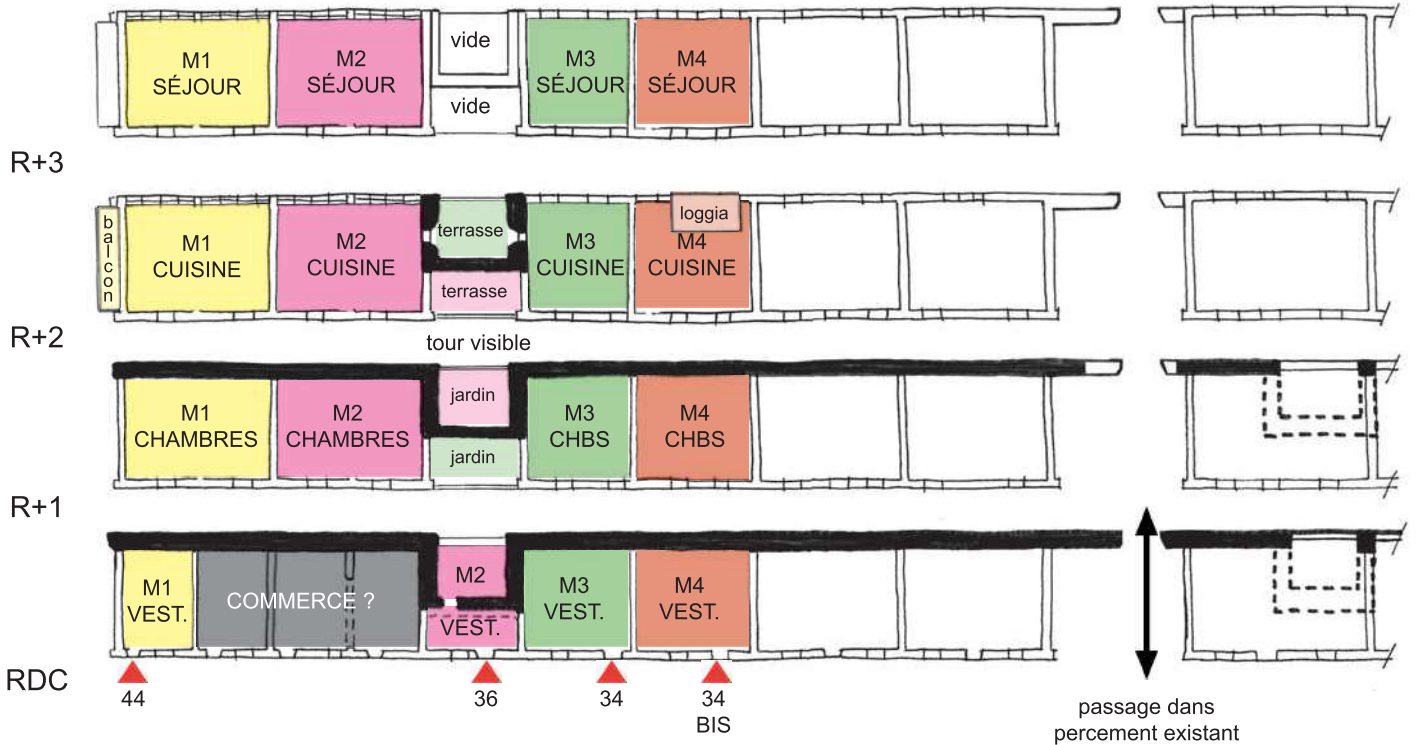 M1
SÉJOUR
M2
SÉJOUR
vide
vide
M3
SÉJOUR
M4
SÉJOUR
R+3
balcon
M1
CUISINE
M2
CUISINE
terrasse
terrasse
M3
CUISINE
loggia
M4
CUISINE
R+2
tour visible
M1
CHAMBRES
M2
CHAMBRES
jardin
jardin
M3
CHBS
M4
CHBS
R+1
M1
VEST.
COMMERCE ?
M2
VEST.
M3
VEST.
M4
VEST.
RDC
44
36
34
34
BIS
passage dans
percement existant